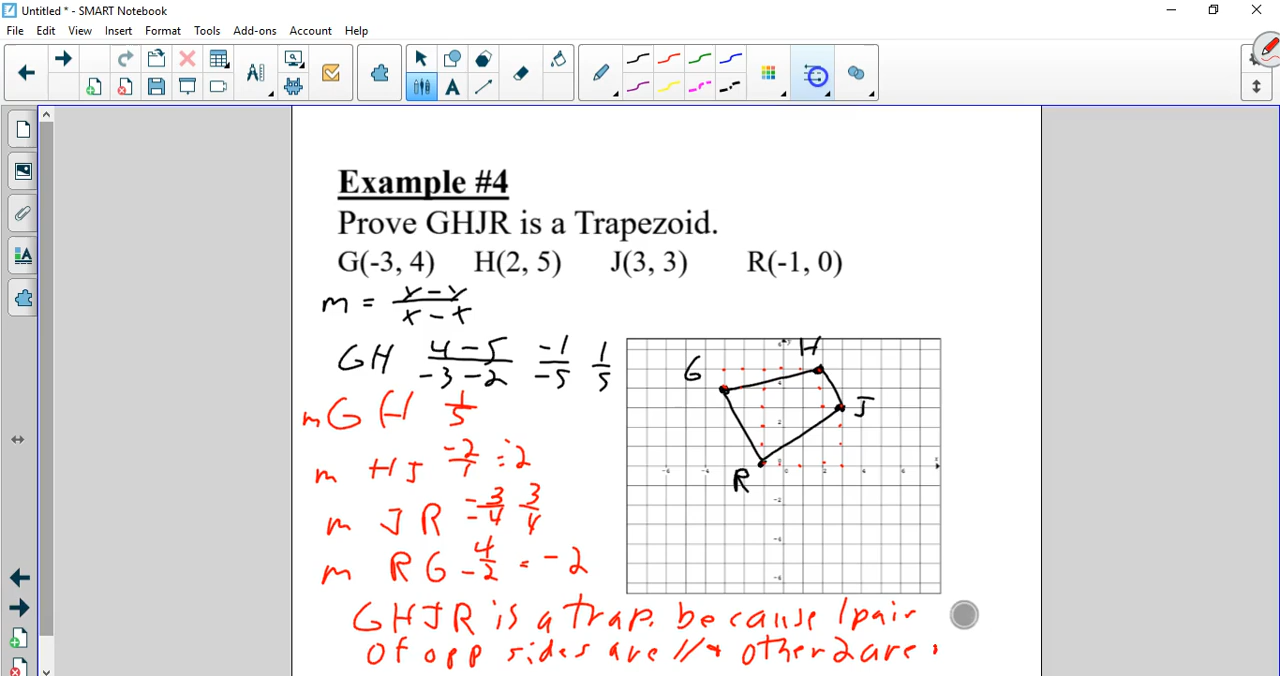 Untitled * - SMART Notebook
File Edit View Insert Format Tools Add-ons Account Help
Example #4
Prove GHJR is a Trapezoid.
G(-3, 4) H(2, 5) J(3, 3) R(-1, 0)
m = y - y / x - x
GH 4 - 5 / -3 - 2 -1/-5 1/5
m GH 1/5
m HJ -2/1 = 2
m JR -3/-4 3/4
m RG 4/-2 = -2
G
H
J
R
GHJR is a trap. because 1 pair
of opp sides are // + other 2 are